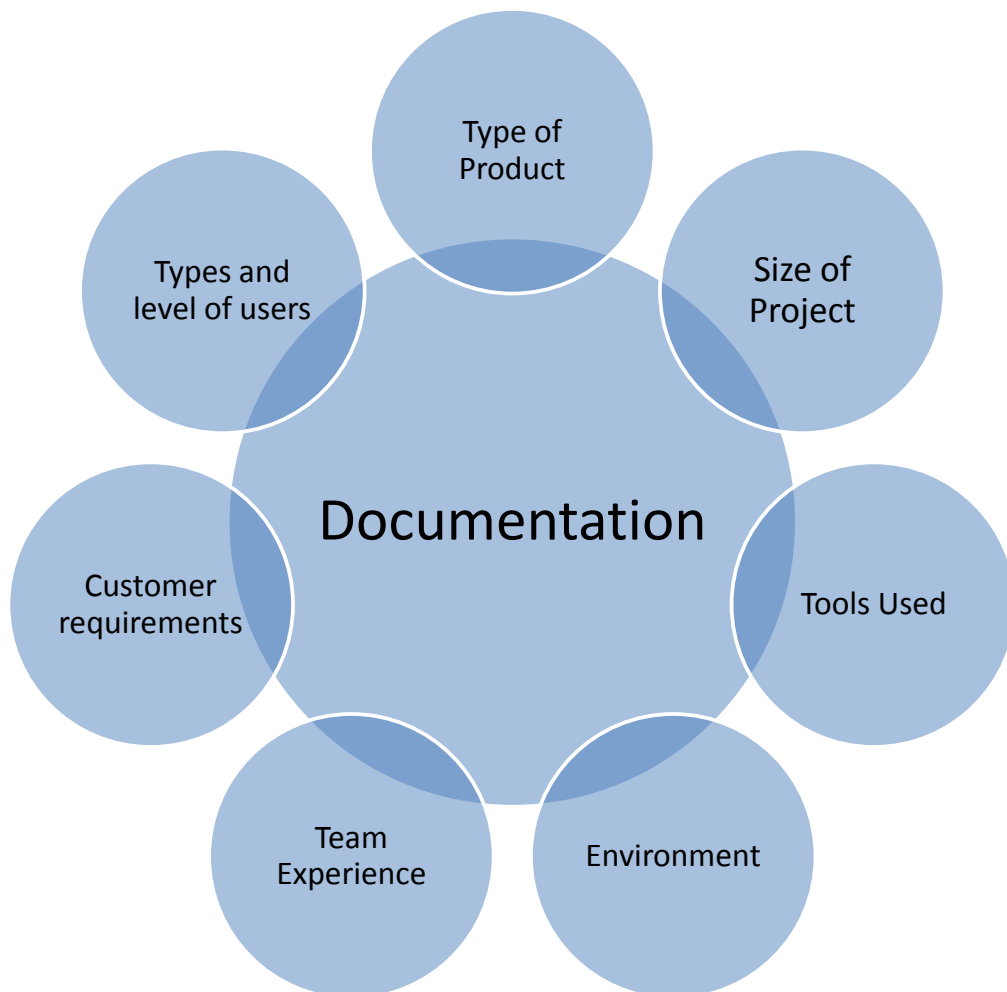 Type of
Product
Size of
Project
Tools Used
Environment
Team
Experience
Customer
requirements
Types and
level of users
Documentation